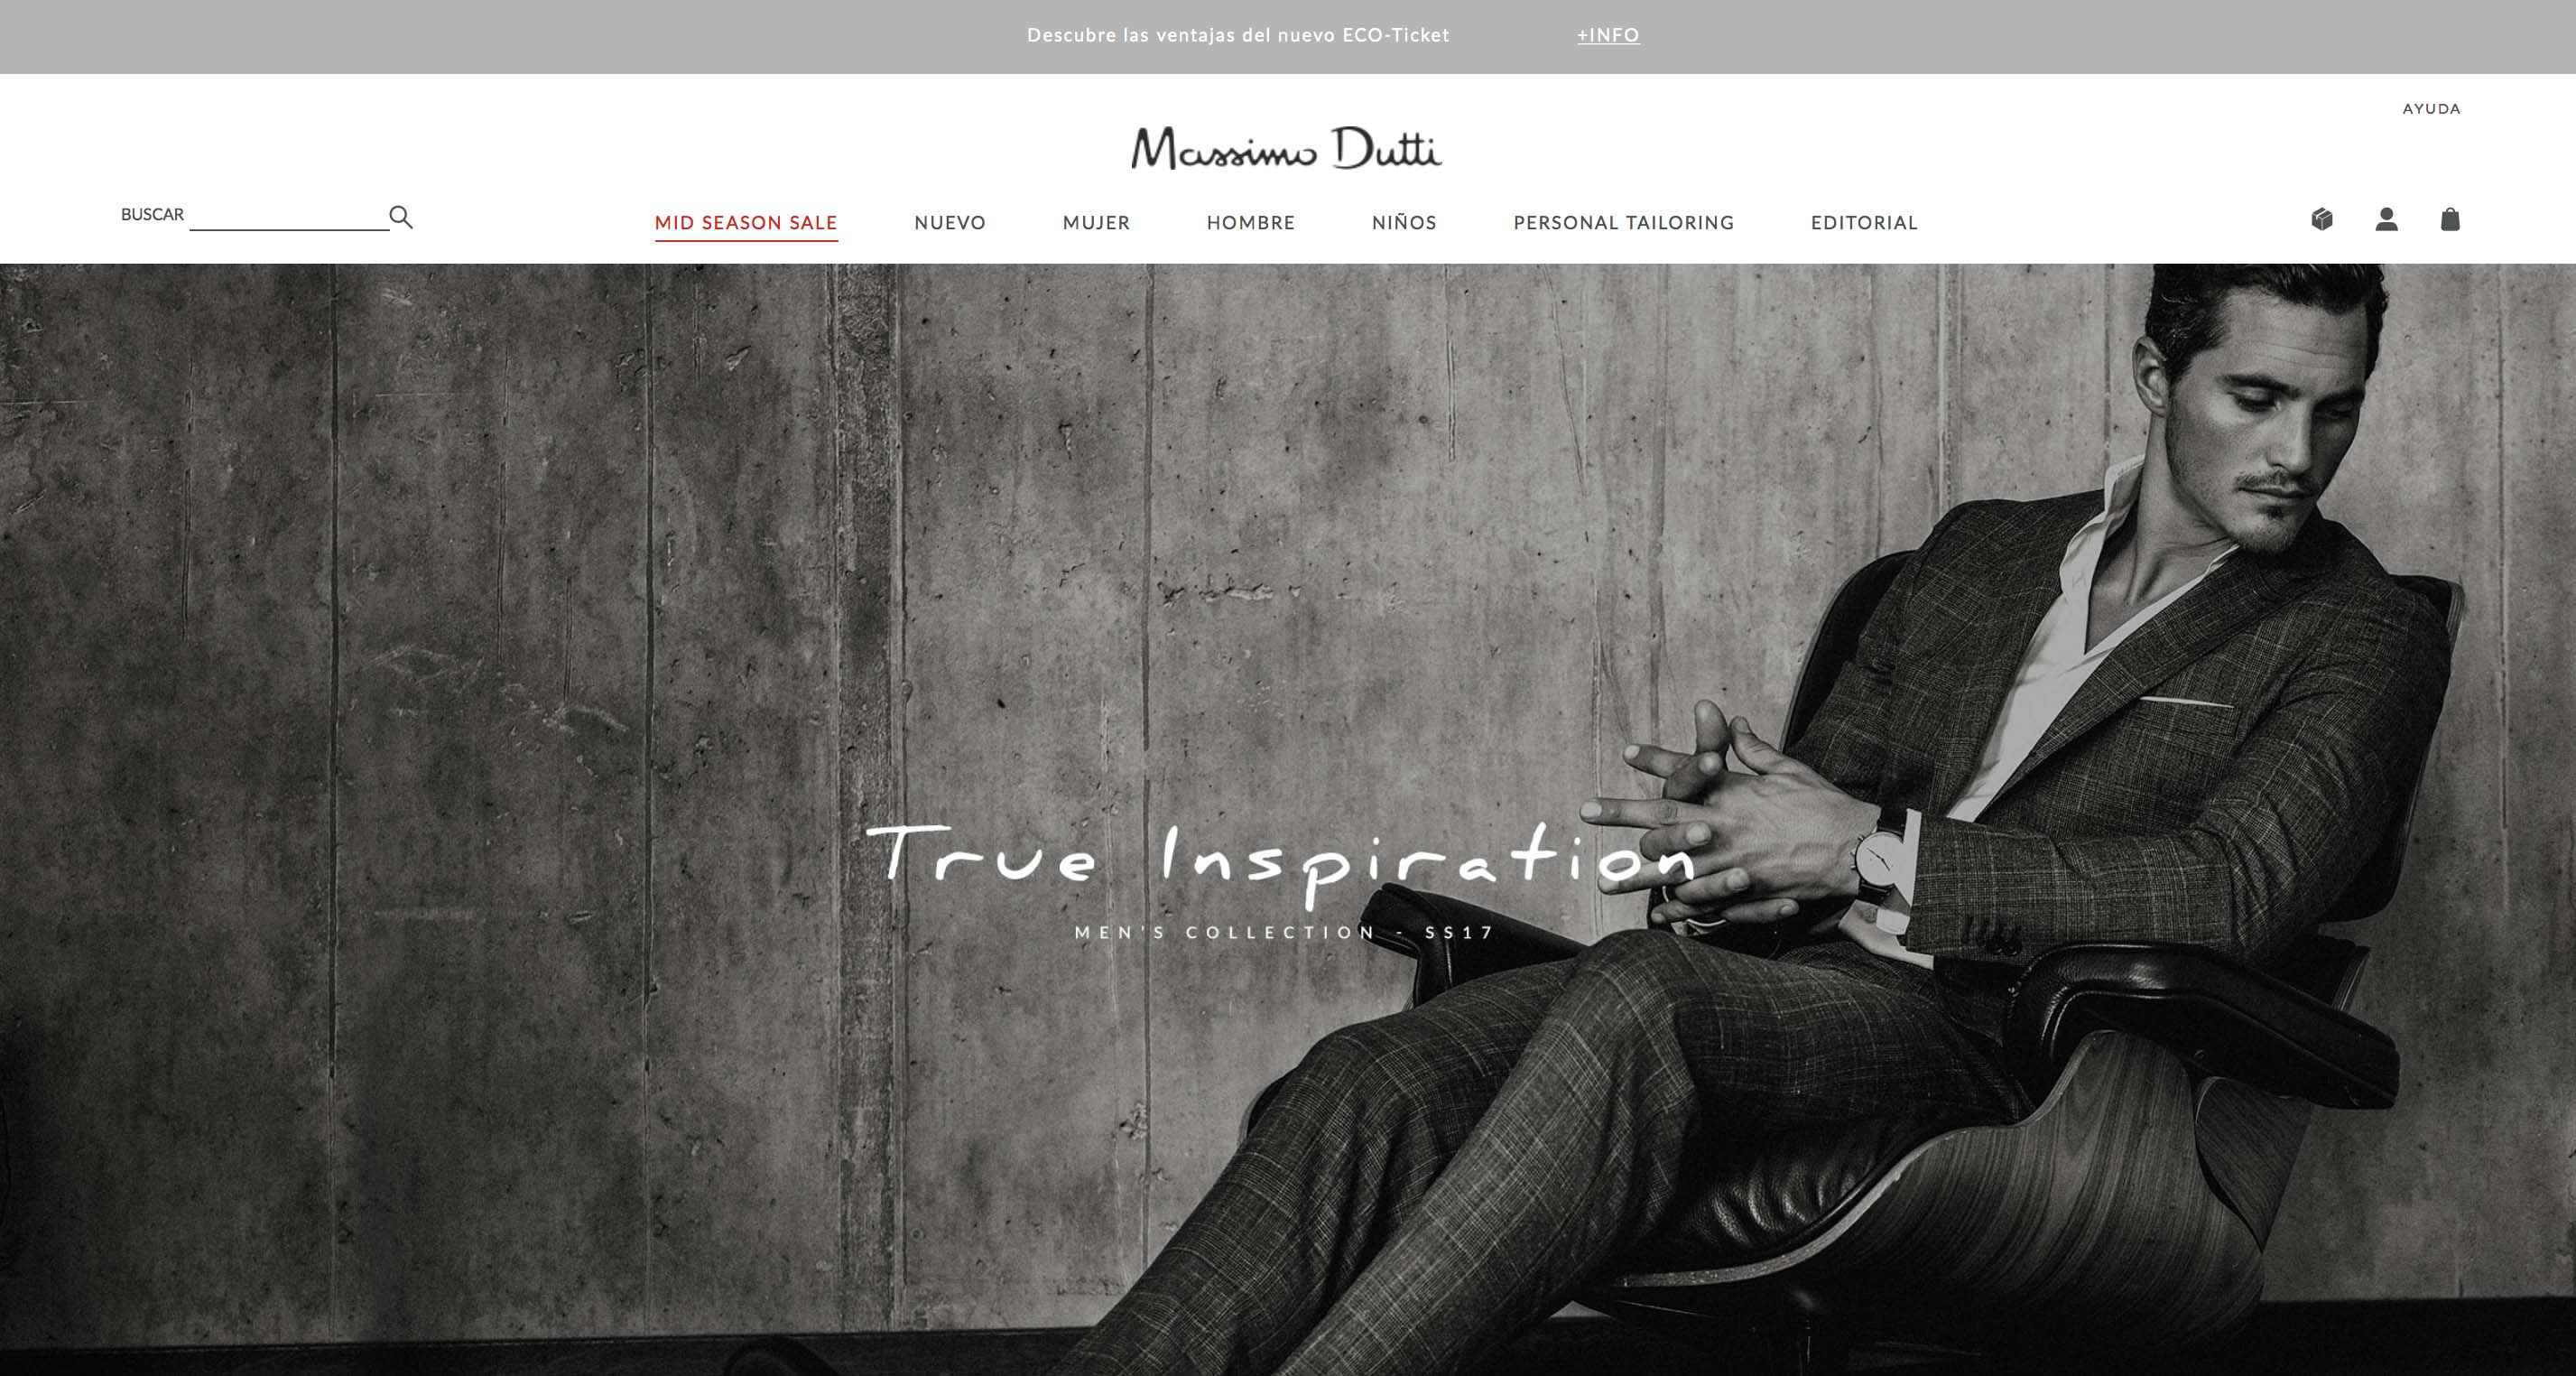 Descubre las ventajas del nuevo ECO-Ticket +INFO
AYUDA
Massimo Dutti
BUSCAR
MID SEASON SALE NUEVO MUJER HOMBRE NIÑOS PERSONAL TAILORING EDITORIAL
True Inspiration
MEN'S COLLECTION - SS17